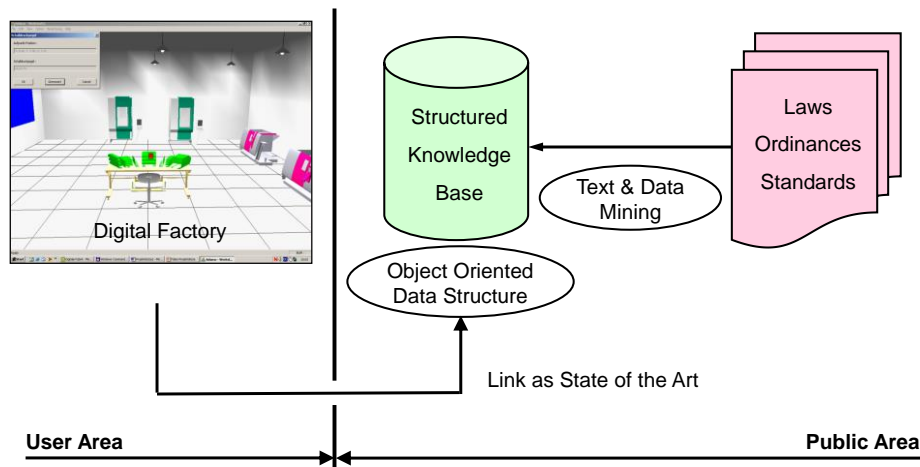 Digital Factory
Structured
Knowledge
Base
Laws
Ordinances
Standards
Text & Data
Mining
Object Oriented
Data Structure
Link as State of the Art
User Area
Public Area